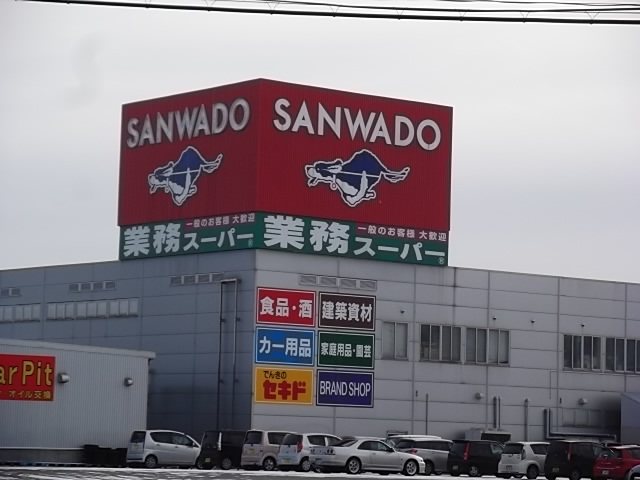 SANWADO
SANWADO
一般のお客様 大歓迎
業務スーパー
一般のお客様 大歓迎
業務スーパー
食品・酒
建築資材
カー用品
家庭用品・園芸
でんきの
セキド
BRAND SHOP
arPit
オイル交換